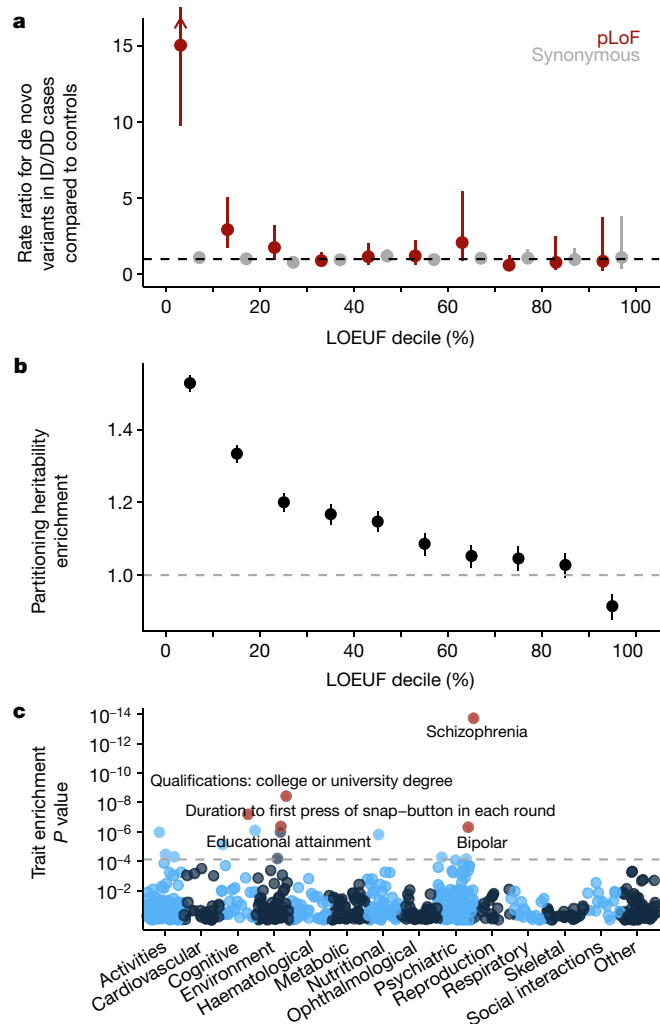 a
pLoF
Synonymous
Rate ratio for de novo
variants in ID/DD cases
compared to controls
15
10
5
0
0 20 40 60 80 100
LOEUF decile (%)
b
Partitioning heritability
enrichment
1.4
1.2
1.0
0 20 40 60 80 100
LOEUF decile (%)
c
Trait enrichment
P value
10⁻¹⁴
10⁻¹²
10⁻¹⁰
10⁻⁸
10⁻⁶
10⁻⁴
10⁻²
Schizophrenia
Qualifications: college or university degree
Duration to first press of snap−button in each round
Educational attainment
Bipolar
Activities
Cardiovascular
Cognitive
Environment
Haematological
Metabolic
Nutritional
Ophthalmological
Psychiatric
Reproduction
Respiratory
Skeletal
Social interactions
Other